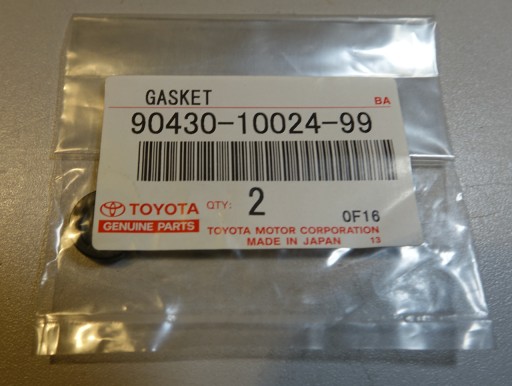 GASKET
BA
90430-10024-99
TOYOTA QTY: 2
GENUINE PARTS
0F16
TOYOTA MOTOR CORPORATION
MADE IN JAPAN 13